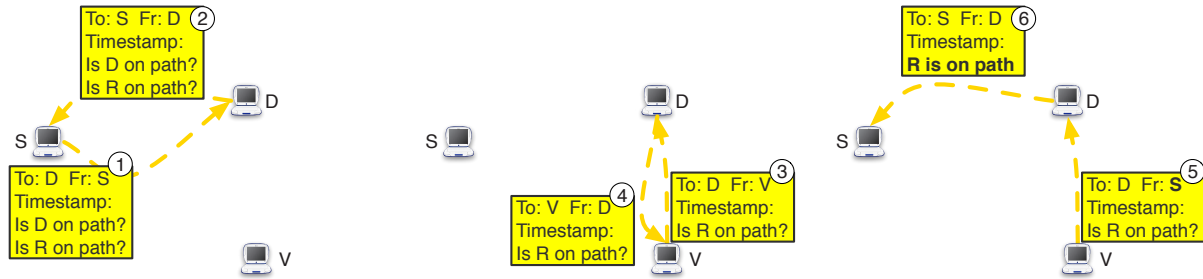 To: S Fr: D
2
Timestamp:
Is D on path?
Is R on path?
D
S
1
To: D Fr: S
Timestamp:
Is D on path?
Is R on path?
V
D
S
3
To: D Fr: V
Timestamp:
Is R on path?
4
To: V Fr: D
Timestamp:
Is R on path?
V
To: S Fr: D
6
Timestamp:
R is on path
D
S
5
To: D Fr: S
Timestamp:
Is R on path?
V